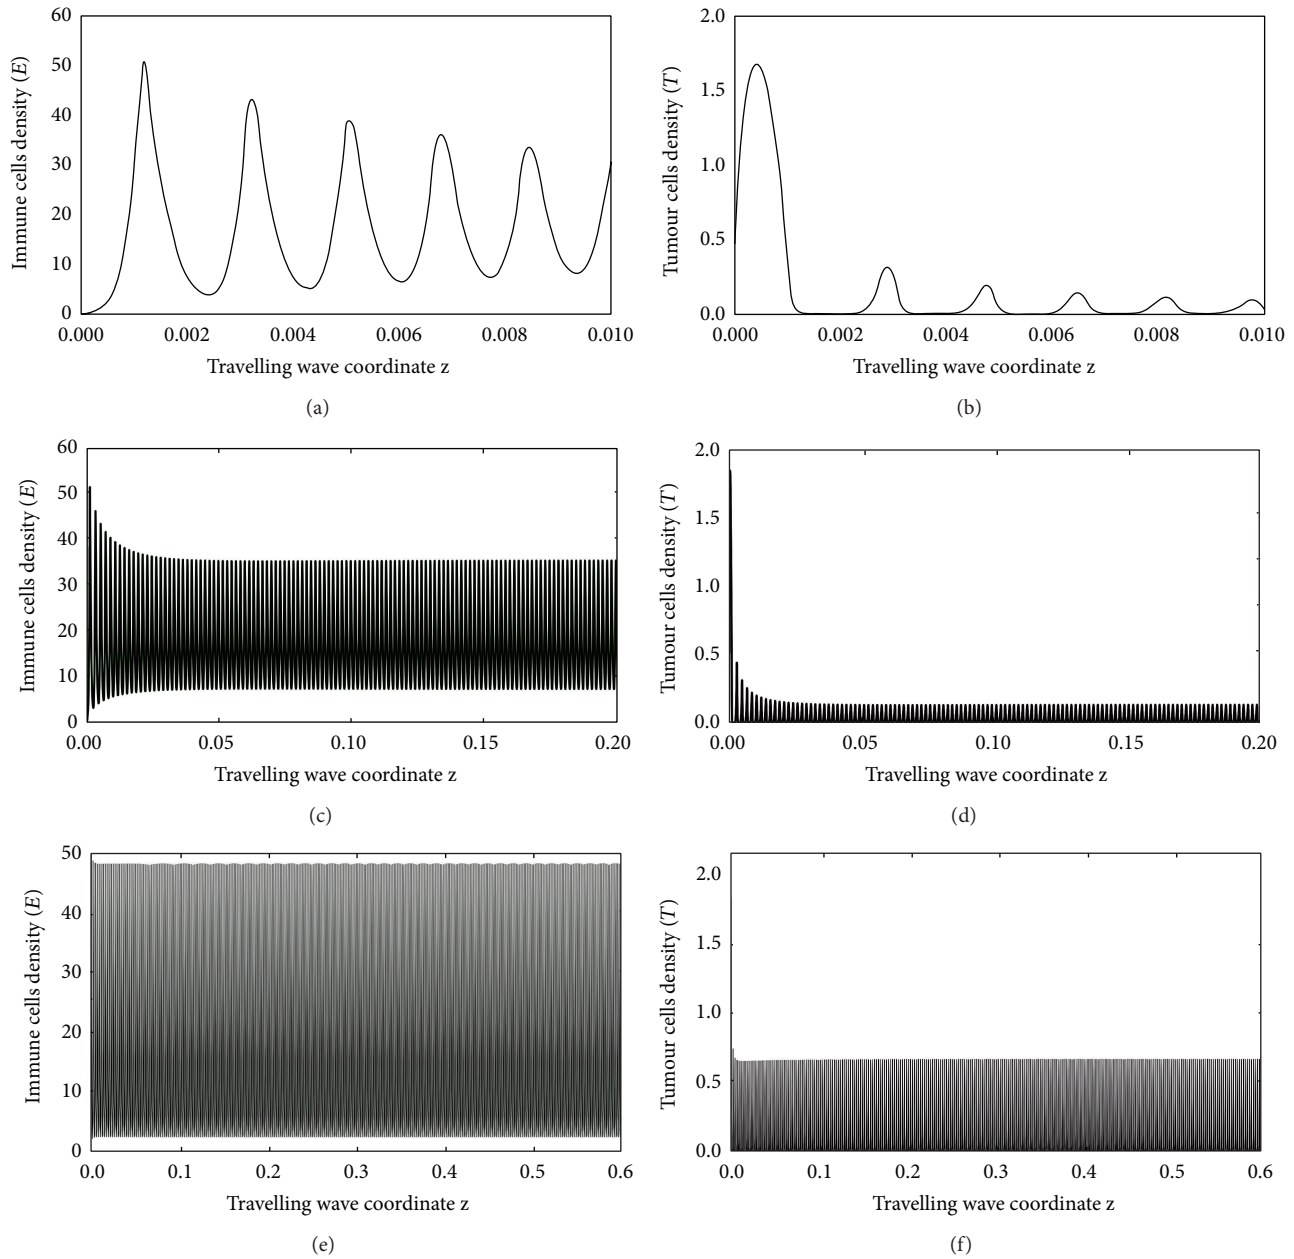 60
50
40
30
20
10
0
Immune cells density (E)
0.000 0.002 0.004 0.006 0.008 0.010
Travelling wave coordinate z
(a)
2.0
1.5
1.0
0.5
0.0
Tumour cells density (T)
0.000 0.002 0.004 0.006 0.008 0.010
Travelling wave coordinate z
(b)
60
50
40
30
20
10
0
Immune cells density (E)
0.00 0.05 0.10 0.15 0.20
Travelling wave coordinate z
(c)
2.0
1.5
1.0
0.5
0.0
Tumour cells density (T)
0.00 0.05 0.10 0.15 0.20
Travelling wave coordinate z
(d)
50
40
30
20
10
0
Immune cells density (E)
0.0 0.1 0.2 0.3 0.4 0.5 0.6
Travelling wave coordinate z
(e)
2.0
1.5
1.0
0.5
0.0
Tumour cells density (T)
0.0 0.1 0.2 0.3 0.4 0.5 0.6
Travelling wave coordinate z
(f)